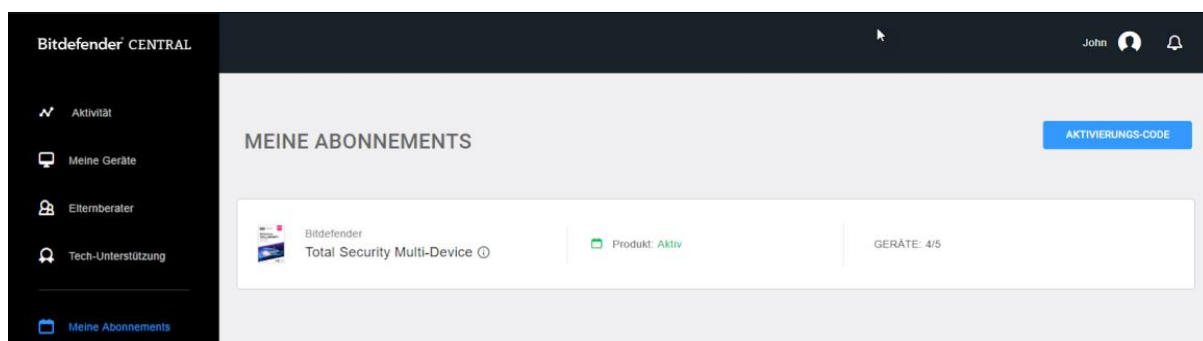 Bitdefender CENTRAL
John
Aktivität
Meine Geräte
Elternberater
Tech-Unterstützung
Meine Abonnements
MEINE ABONNEMENTS
AKTIVIERUNGS-CODE
Bitdefender
Total Security Multi-Device
Produkt: Aktiv
GERÄTE: 4/5